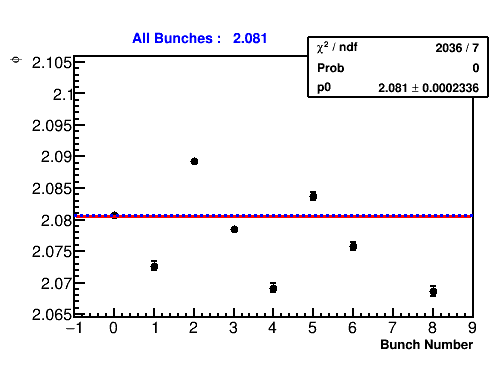 All Bunches : 2.081
χ² / ndf 2036 / 7
Prob 0
p0 2.081 ± 0.0002336
ϕ
2.105
2.1
2.095
2.09
2.085
2.08
2.075
2.07
2.065
−1 0 1 2 3 4 5 6 7 8 9
Bunch Number